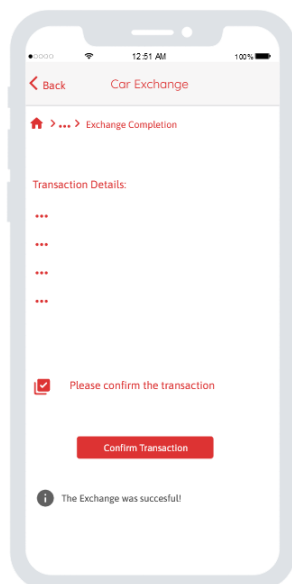 12:51 AM 100%
Back Car Exchange
> ... > Exchange Completion
Transaction Details:
...
...
...
...
Please confirm the transaction
Confirm Transaction
The Exchange was succesful!